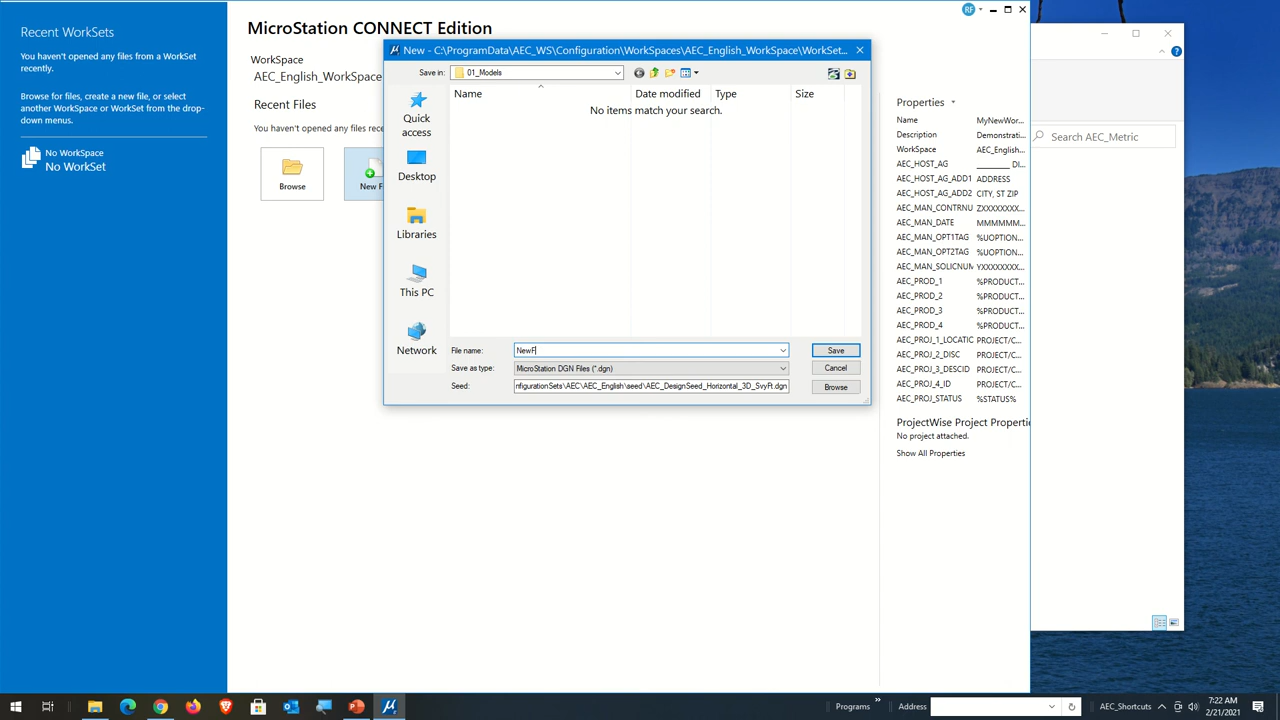 Recent WorkSets
You haven't opened any files from a WorkSet
recently.
Browse for files, create a new file, or select
another WorkSpace or WorkSet from the drop-
down menus.
No WorkSpace
No WorkSet
MicroStation CONNECT Edition
WorkSpace
AEC_English_WorkSpace
Recent Files
You haven't opened any files rece
Browse
New F
RF
New - C:\ProgramData\AEC_WS\Configuration\WorkSpaces\AEC_English_WorkSpace\WorkSet...
Save in:
01_Models
Name
Date modified
Type
Size
No items match your search.
Quick
access
Desktop
Libraries
This PC
Network
File name:
NewF
Save
Save as type:
MicroStation DGN Files (*.dgn)
Cancel
Seed:
nfigurationSets\AEC\AEC_English\seed\AEC_DesignSeed_Horizontal_3D_SvyFt.dgn
Browse
Properties
Name MyNewWor...
Description Demonstrati...
WorkSpace AEC_English...
AEC_HOST_AG ________ DI...
AEC_HOST_AG_ADD1 ADDRESS
AEC_HOST_AG_ADD2 CITY, ST ZIP
AEC_MAN_CONTRNU ZXXXXXXXX...
AEC_MAN_DATE MMMMMM...
AEC_MAN_OPT1TAG %UOPTION...
AEC_MAN_OPT2TAG %UOPTION...
AEC_MAN_SOLICNUM YXXXXXXXX...
AEC_PROD_1 %PRODUCT...
AEC_PROD_2 %PRODUCT...
AEC_PROD_3 %PRODUCT...
AEC_PROD_4 %PRODUCT...
AEC_PROJ_1_LOCATIC PROJECT/C...
AEC_PROJ_2_DISC PROJECT/C...
AEC_PROJ_3_DESCID PROJECT/C...
AEC_PROJ_4_ID PROJECT/C...
AEC_PROJ_STATUS %STATUS%
ProjectWise Project Properti
No project attached.
Show All Properties
Search AEC_Metric
Programs
Address
AEC_Shortcuts
7:22 AM
2/21/2021